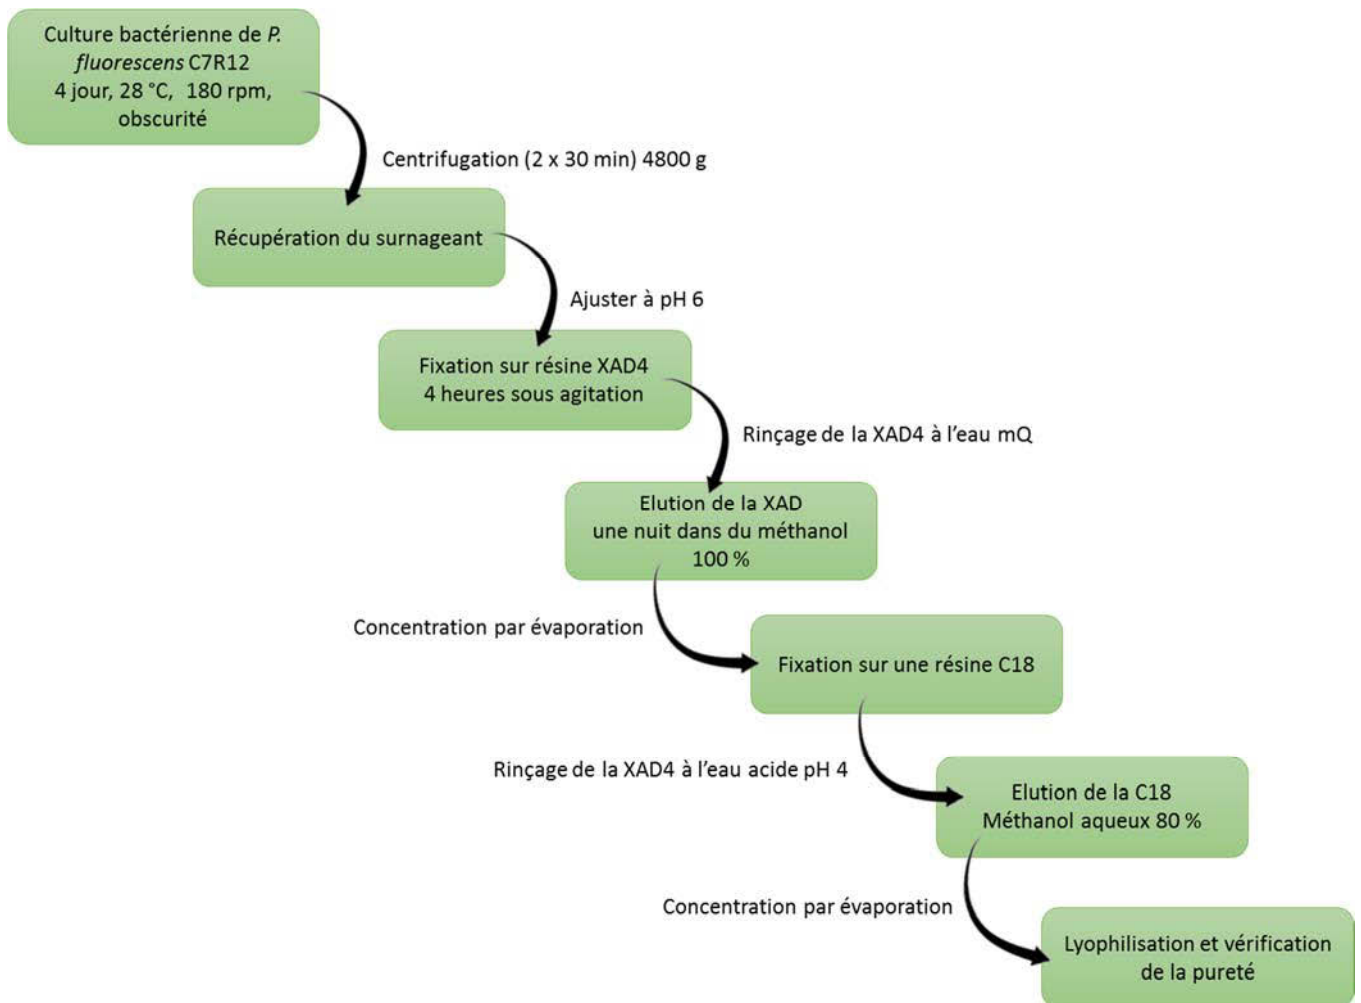 Culture bactérienne de P.
fluorescens C7R12
4 jour, 28 °C, 180 rpm,
obscurité
Centrifugation (2 x 30 min) 4800 g
Récupération du surnageant
Ajuster à pH 6
Fixation sur résine XAD4
4 heures sous agitation
Rinçage de la XAD4 à l'eau mQ
Elution de la XAD
une nuit dans du méthanol
100 %
Concentration par évaporation
Fixation sur une résine C18
Rinçage de la XAD4 à l'eau acide pH 4
Elution de la C18
Méthanol aqueux 80 %
Concentration par évaporation
Lyophilisation et vérification
de la pureté